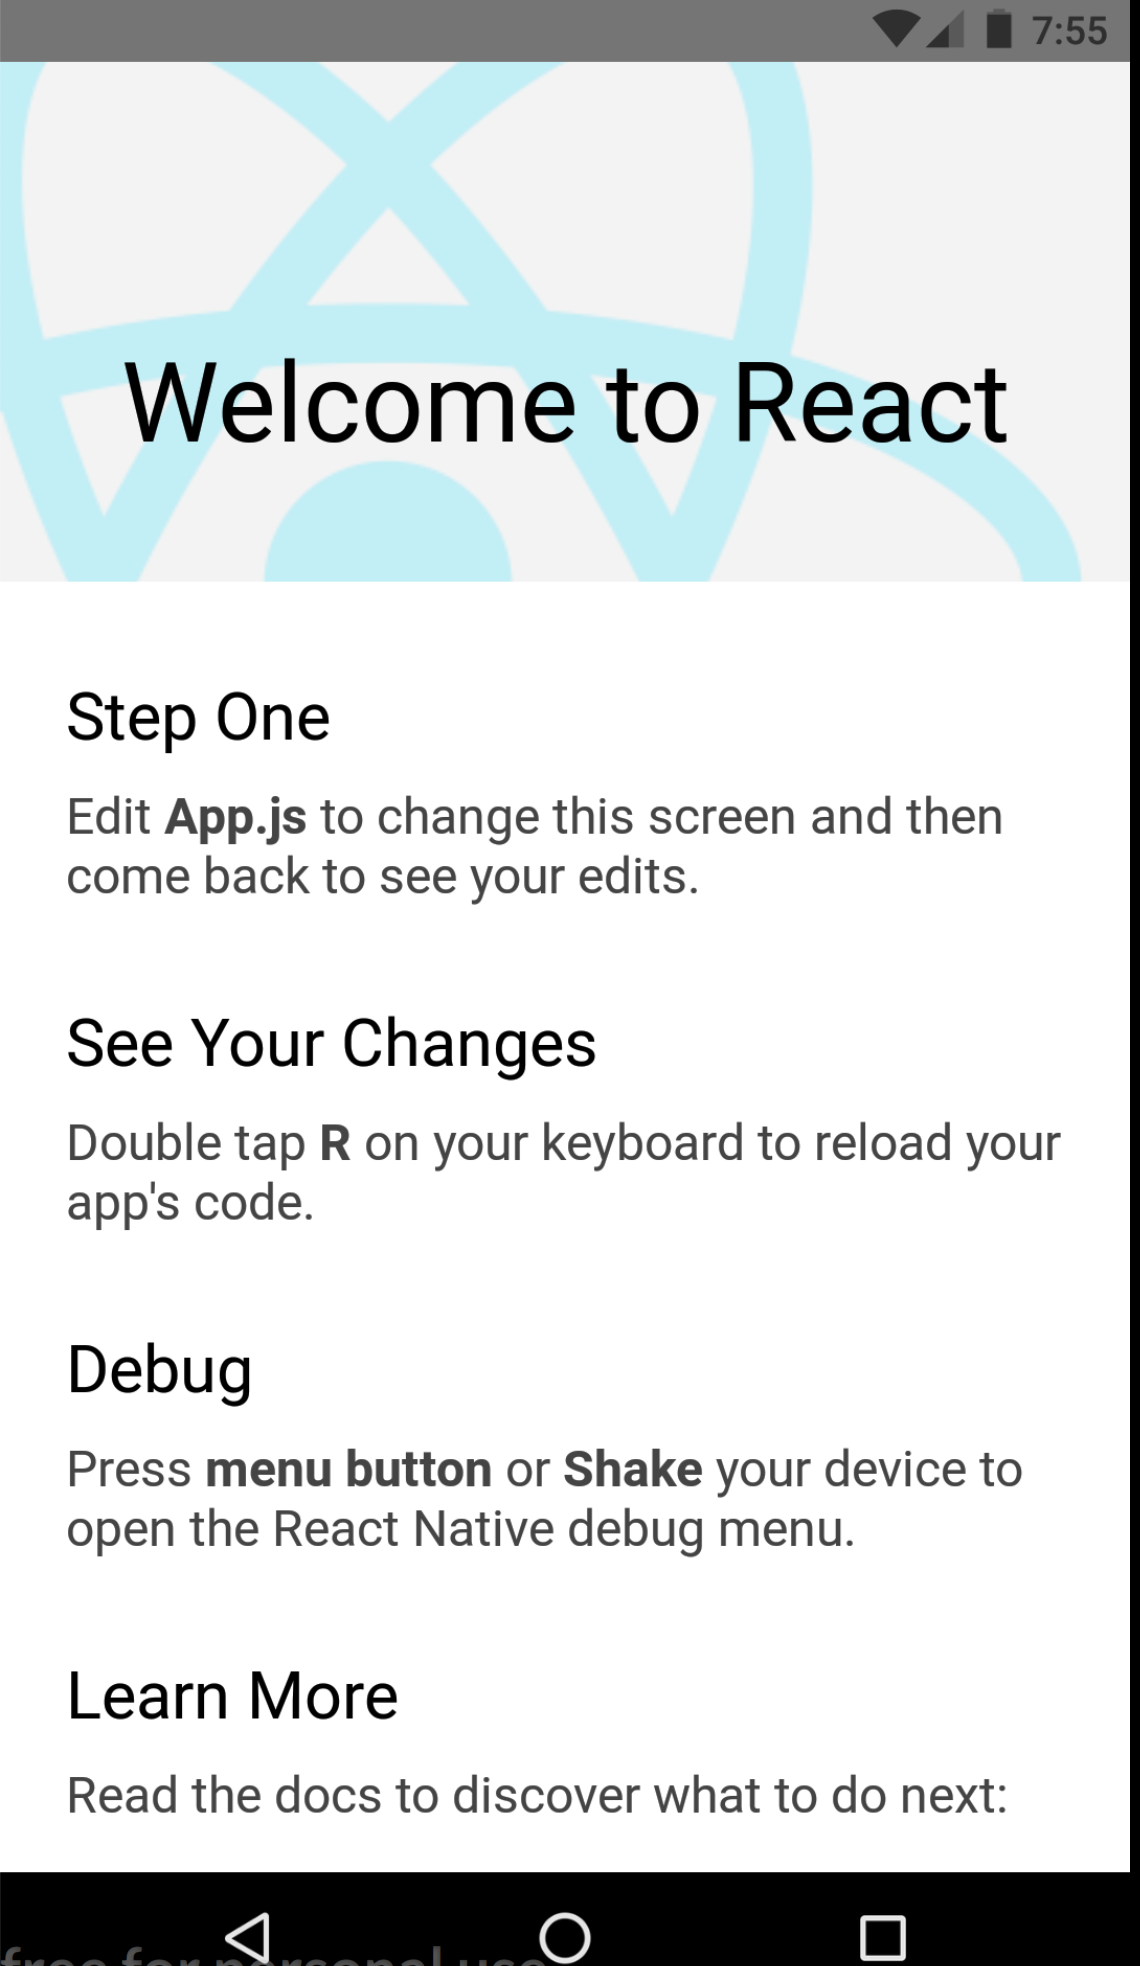 7:55
Welcome to React
Step One
Edit App.js to change this screen and then
come back to see your edits.
See Your Changes
Double tap R on your keyboard to reload your
app's code.
Debug
Press menu button or Shake your device to
open the React Native debug menu.
Learn More
Read the docs to discover what to do next:
free for personal use